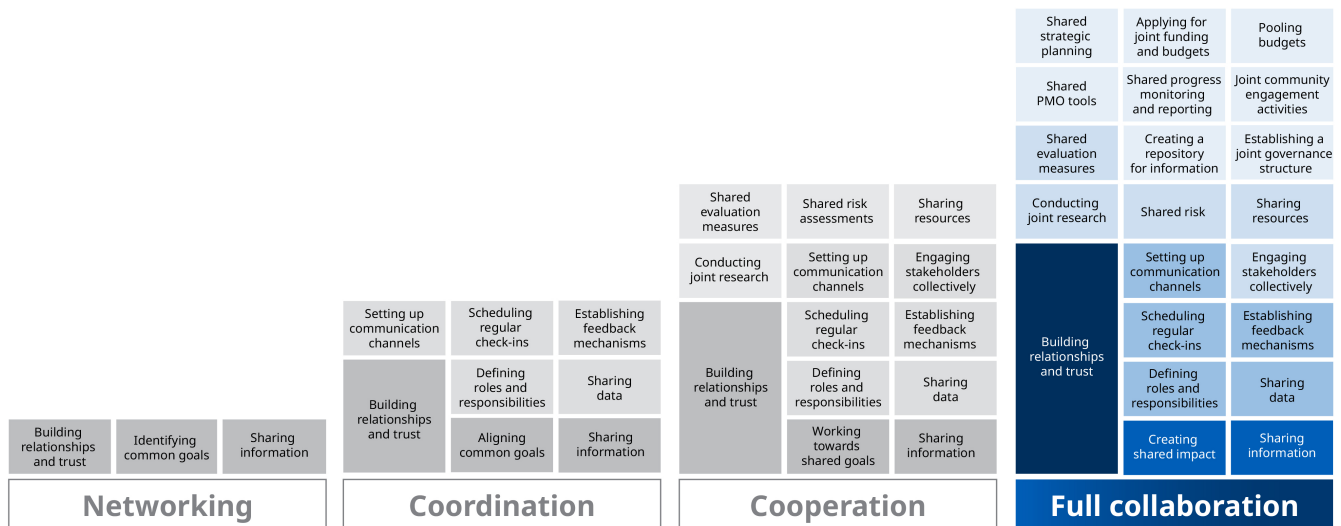 Building
relationships
and trust
Identifying
common goals
Sharing
information
Networking
Setting up
communication
channels
Scheduling
regular
check-ins
Establishing
feedback
mechanisms
Building
relationships
and trust
Defining
roles and
responsibilities
Sharing
data
Aligning
common goals
Sharing
information
Coordination
Shared
evaluation
measures
Shared risk
assessments
Sharing
resources
Conducting
joint research
Setting up
communication
channels
Engaging
stakeholders
collectively
Building
relationships
and trust
Scheduling
regular
check-ins
Establishing
feedback
mechanisms
Defining
roles and
responsibilities
Sharing
data
Working
towards
shared goals
Sharing
information
Cooperation
Shared
strategic
planning
Applying for
joint funding
and budgets
Pooling
budgets
Shared
PMO tools
Shared progress
monitoring
and reporting
Joint community
engagement
activities
Shared
evaluation
measures
Creating a
repository
for information
Establishing a
joint governance
structure
Conducting
joint research
Shared risk
Sharing
resources
Building
relationships
and trust
Setting up
communication
channels
Engaging
stakeholders
collectively
Scheduling
regular
check-ins
Establishing
feedback
mechanisms
Defining
roles and
responsibilities
Sharing
data
Creating
shared impact
Sharing
information
Full collaboration